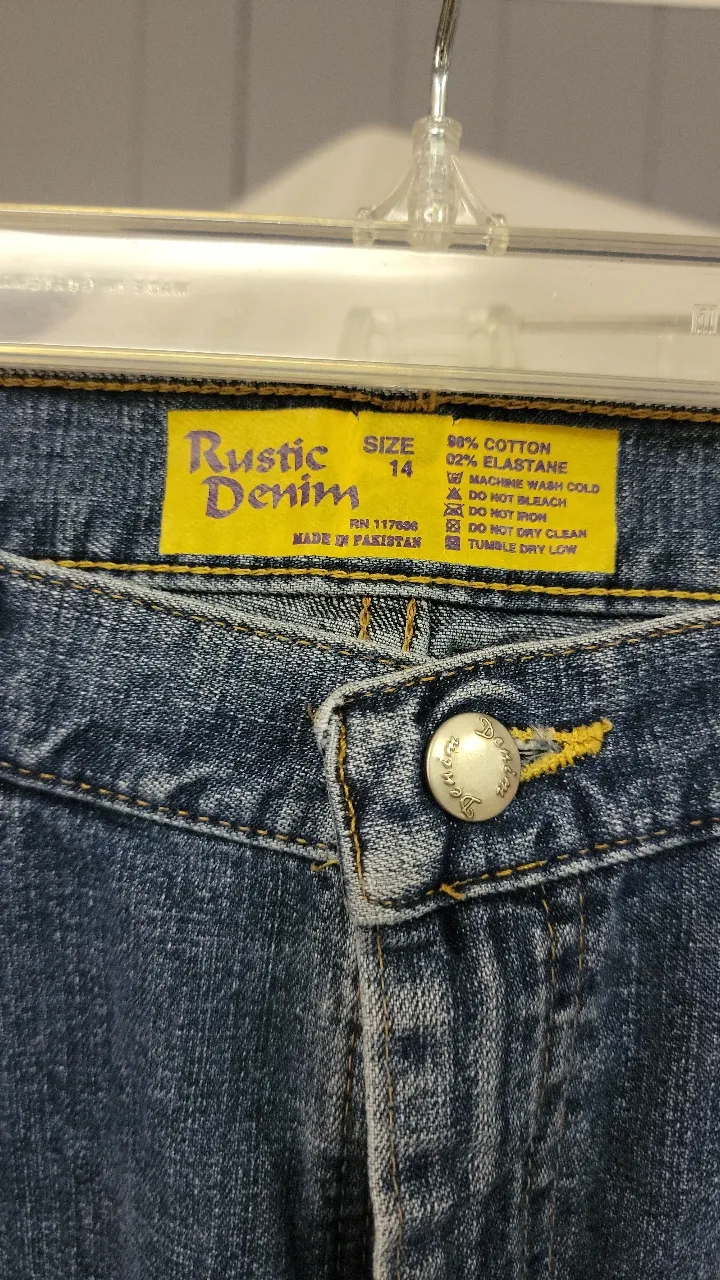 Rustic
Denim
SIZE
14
RN 117636
MADE IN PAKISTAN
98% COTTON
02% ELASTANE
MACHINE WASH COLD
DO NOT BLEACH
DO NOT IRON
DO NOT DRY CLEAN
TUMBLE DRY LOW
Denim
Denim